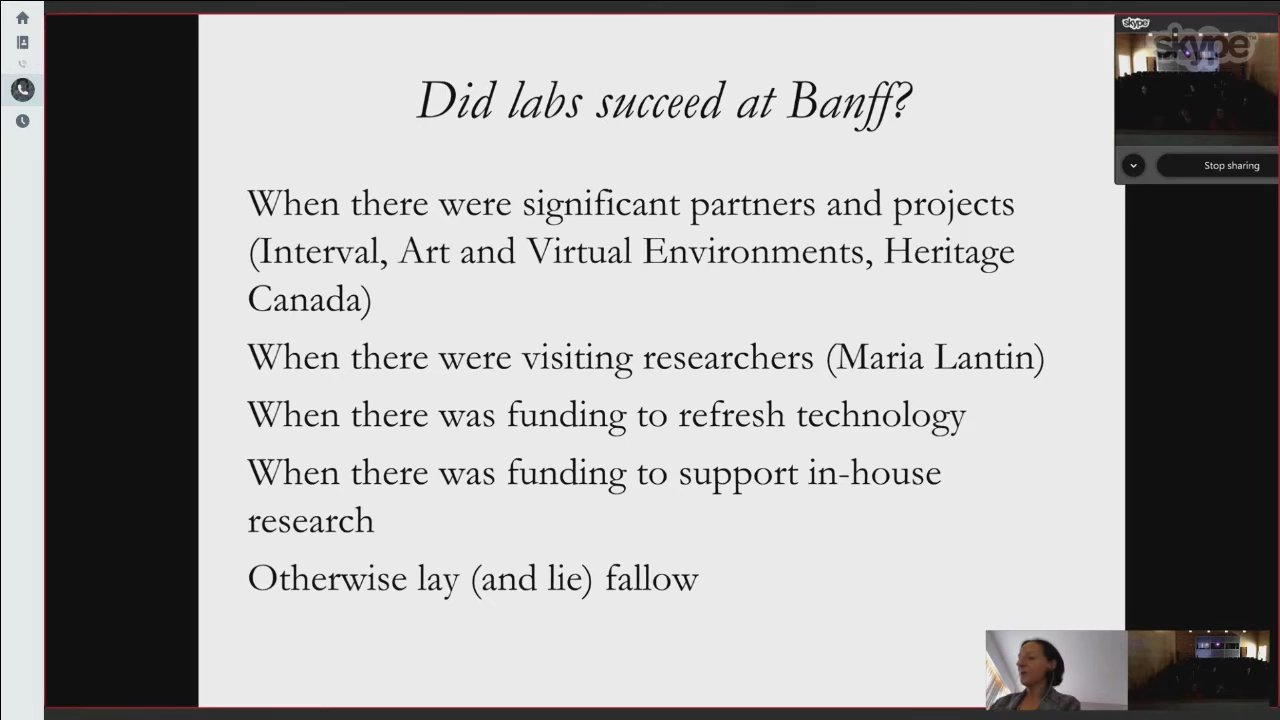 Did labs succeed at Banff?
When there were significant partners and projects
(Interval, Art and Virtual Environments, Heritage
Canada)
When there were visiting researchers (Maria Lantin)
When there was funding to refresh technology
When there was funding to support in-house
research
Otherwise lay (and lie) fallow
skype
skype
Stop sharing